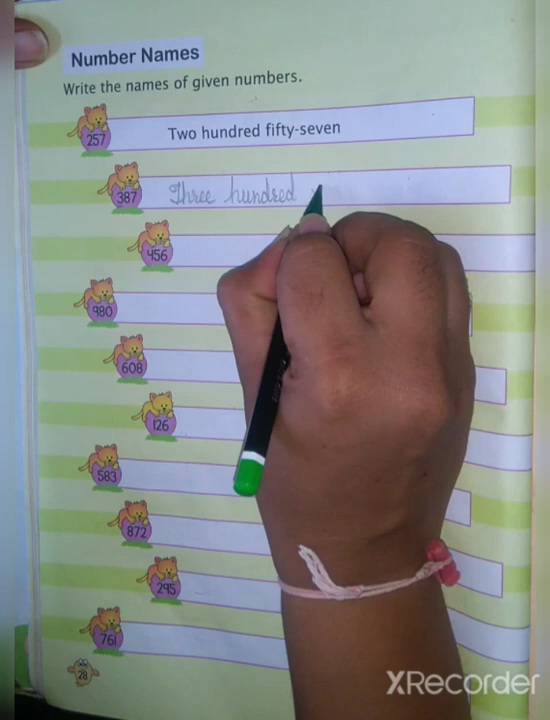 Number Names
Write the names of given numbers.
257 Two hundred fifty-seven
387 Three hundred
456
980
608
126
583
872
295
761
28
XRecorder